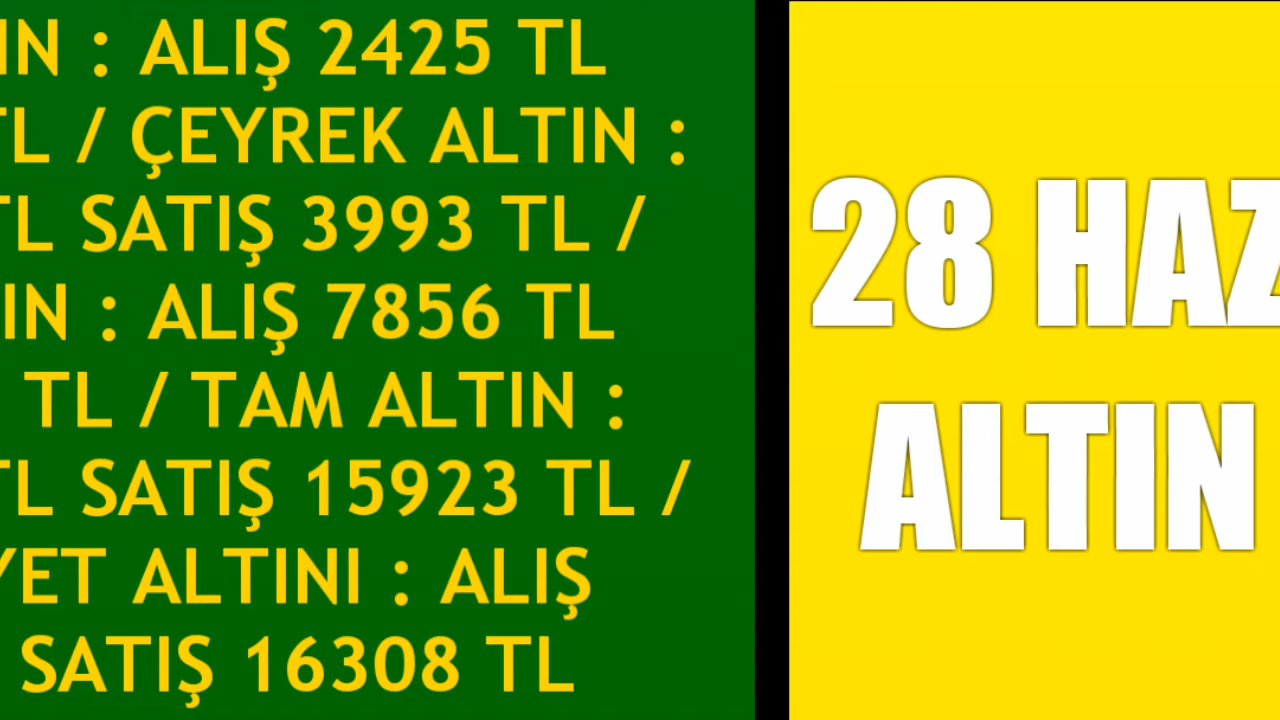 IN : ALIŞ 2425 TL
TL / ÇEYREK ALTIN :
TL SATIŞ 3993 TL /
IN : ALIŞ 7856 TL
TL / TAM ALTIN :
TL SATIŞ 15923 TL /
YET ALTINI : ALIŞ
SATIŞ 16308 TL
28 HAZ
ALTIN